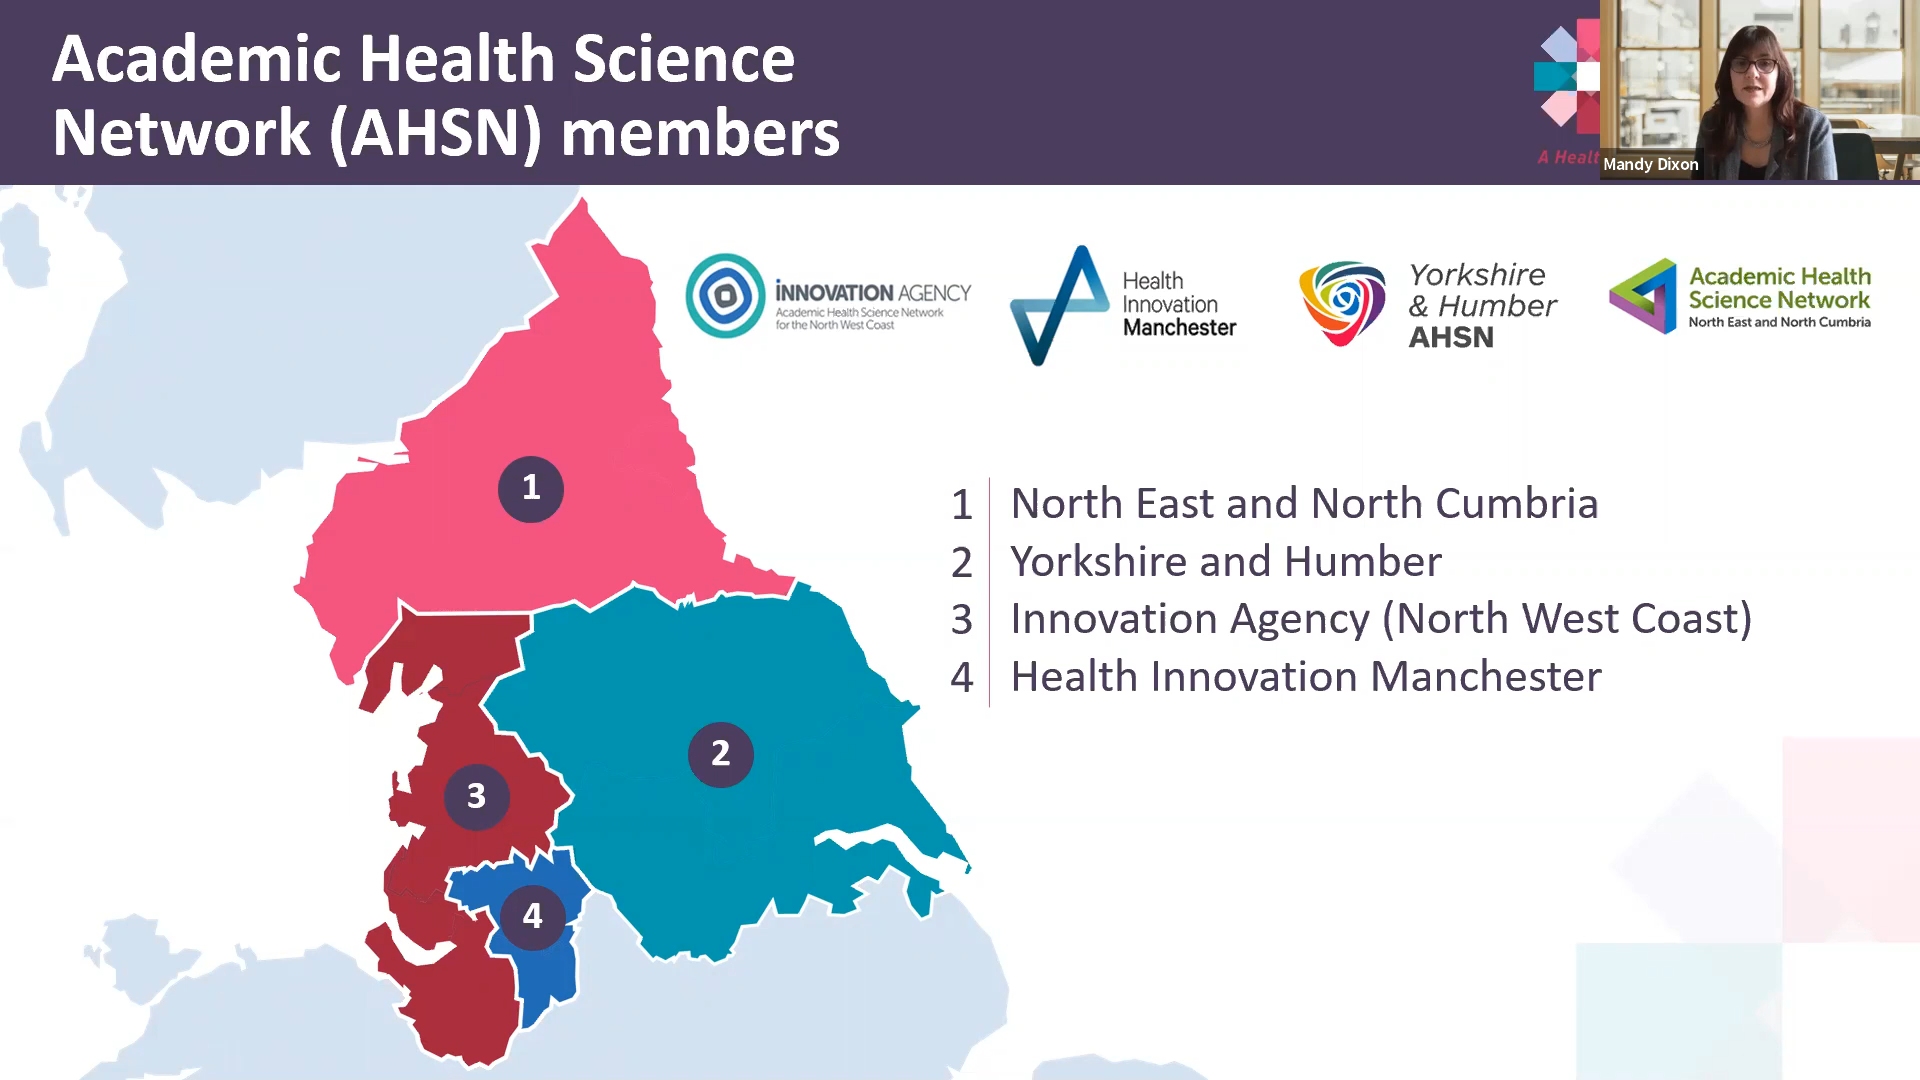 Academic Health Science
Network (AHSN) members
A Healt
Mandy Dixon
iNNOVATION AGENCY
Academic Health Science Network
for the North West Coast
Health
Innovation
Manchester
Yorkshire
& Humber
AHSN
Academic Health
Science Network
North East and North Cumbria
1
2
3
4
1 North East and North Cumbria
2 Yorkshire and Humber
3 Innovation Agency (North West Coast)
4 Health Innovation Manchester